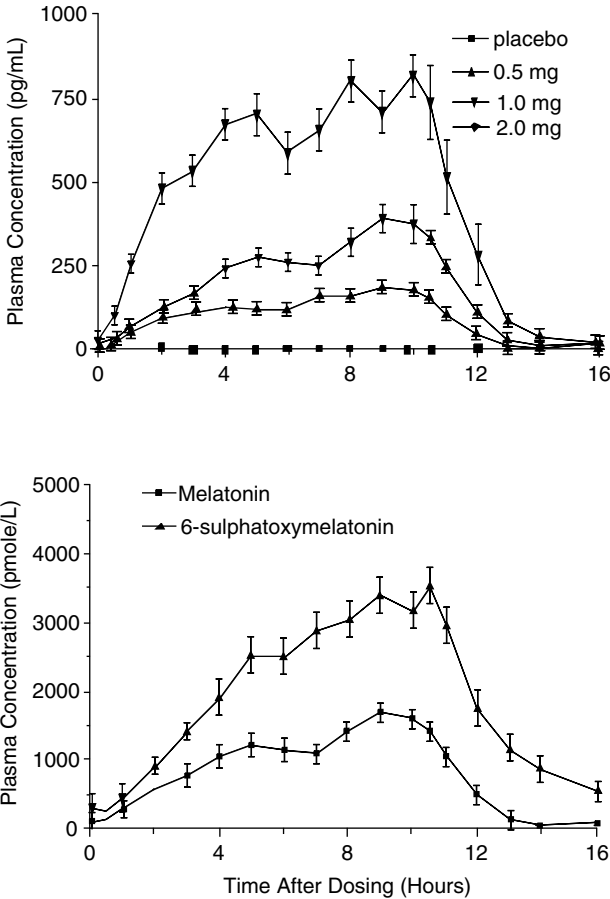 Plasma Concentration (pg/mL)
1000
750
500
250
0
placebo
0.5 mg
1.0 mg
2.0 mg
0 4 8 12 16
Plasma Concentration (pmole/L)
5000
4000
3000
2000
1000
0
Melatonin
6-sulphatoxymelatonin
0 4 8 12 16
Time After Dosing (Hours)